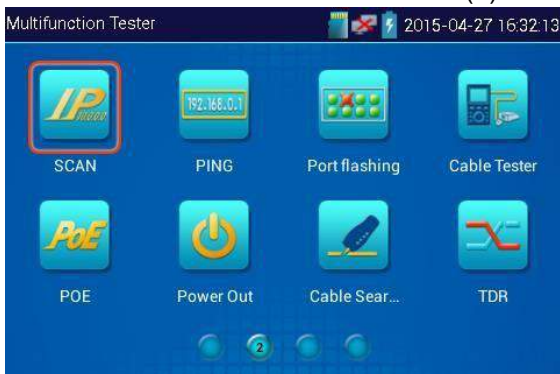 Multifunction Tester 2015-04-27 16:32:13
IP
192.168.0.1
SCAN PING Port flashing Cable Tester
PoE
POE Power Out Cable Sear... TDR
2